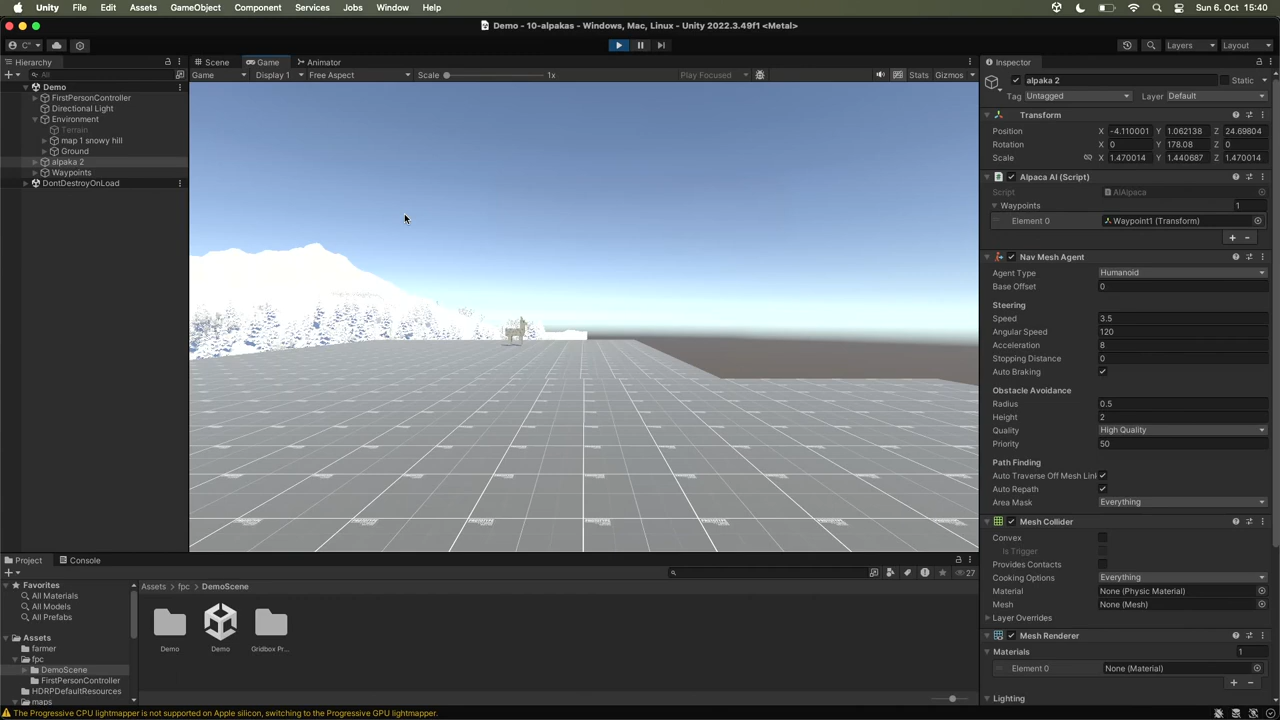 Unity File Edit Assets GameObject Component Services Jobs Window Help Sun 6. Oct 15:40
Demo - 10-alpakas - Windows, Mac, Linux - Unity 2022.3.49f1 <Metal>
Layers Layout
Hierarchy
All
Demo
FirstPersonController
Directional Light
Environment
Terrain
map 1 snowy hill
Ground
alpaka 2
Waypoints
DontDestroyOnLoad
Scene Game Animator
Game Display 1 Free Aspect Scale 1x Play Focused Stats Gizmos
Inspector
alpaka 2 Static
Tag Untagged Layer Default
Transform
Position X -4.110001 Y 1.062138 Z 24.69804
Rotation X 0 Y 178.08 Z 0
Scale X 1.470014 Y 1.440687 Z 1.470014
Alpaca AI (Script)
Script AIAlpaca
Waypoints 1
Element 0 Waypoint1 (Transform)
Nav Mesh Agent
Agent Type Humanoid
Base Offset 0
Steering
Speed 3.5
Angular Speed 120
Acceleration 8
Stopping Distance 0
Auto Braking
Obstacle Avoidance
Radius 0.5
Height 2
Quality High Quality
Priority 50
Path Finding
Auto Traverse Off Mesh Link
Auto Repath
Area Mask Everything
Mesh Collider
Convex
Is Trigger
Provides Contacts
Cooking Options Everything
Material None (Physic Material)
Mesh None (Mesh)
Layer Overrides
Mesh Renderer
Materials 1
Element 0 None (Material)
Lighting
Project Console
27
Favorites
All Materials
All Models
All Prefabs
Assets
farmer
fpc
DemoScene
FirstPersonController
HDRPDefaultResources
maps
Assets > fpc > DemoScene
Demo Demo Gridbox Pr...
The Progressive CPU lightmapper is not supported on Apple silicon, switching to the Progressive GPU lightmapper.